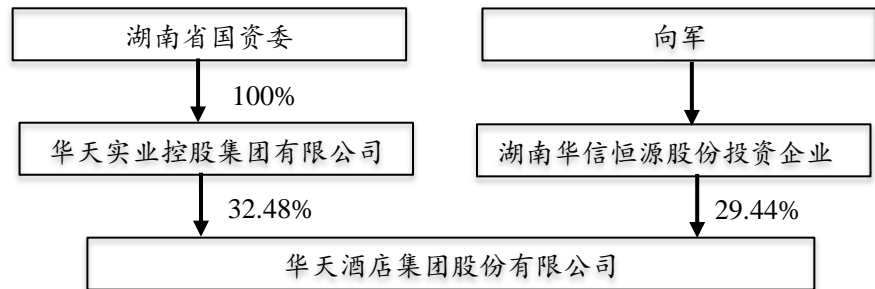 湖南省国资委
向军
100%
华天实业控股集团有限公司
湖南华信恒源股份投资企业
32.48%
29.44%
华天酒店集团股份有限公司